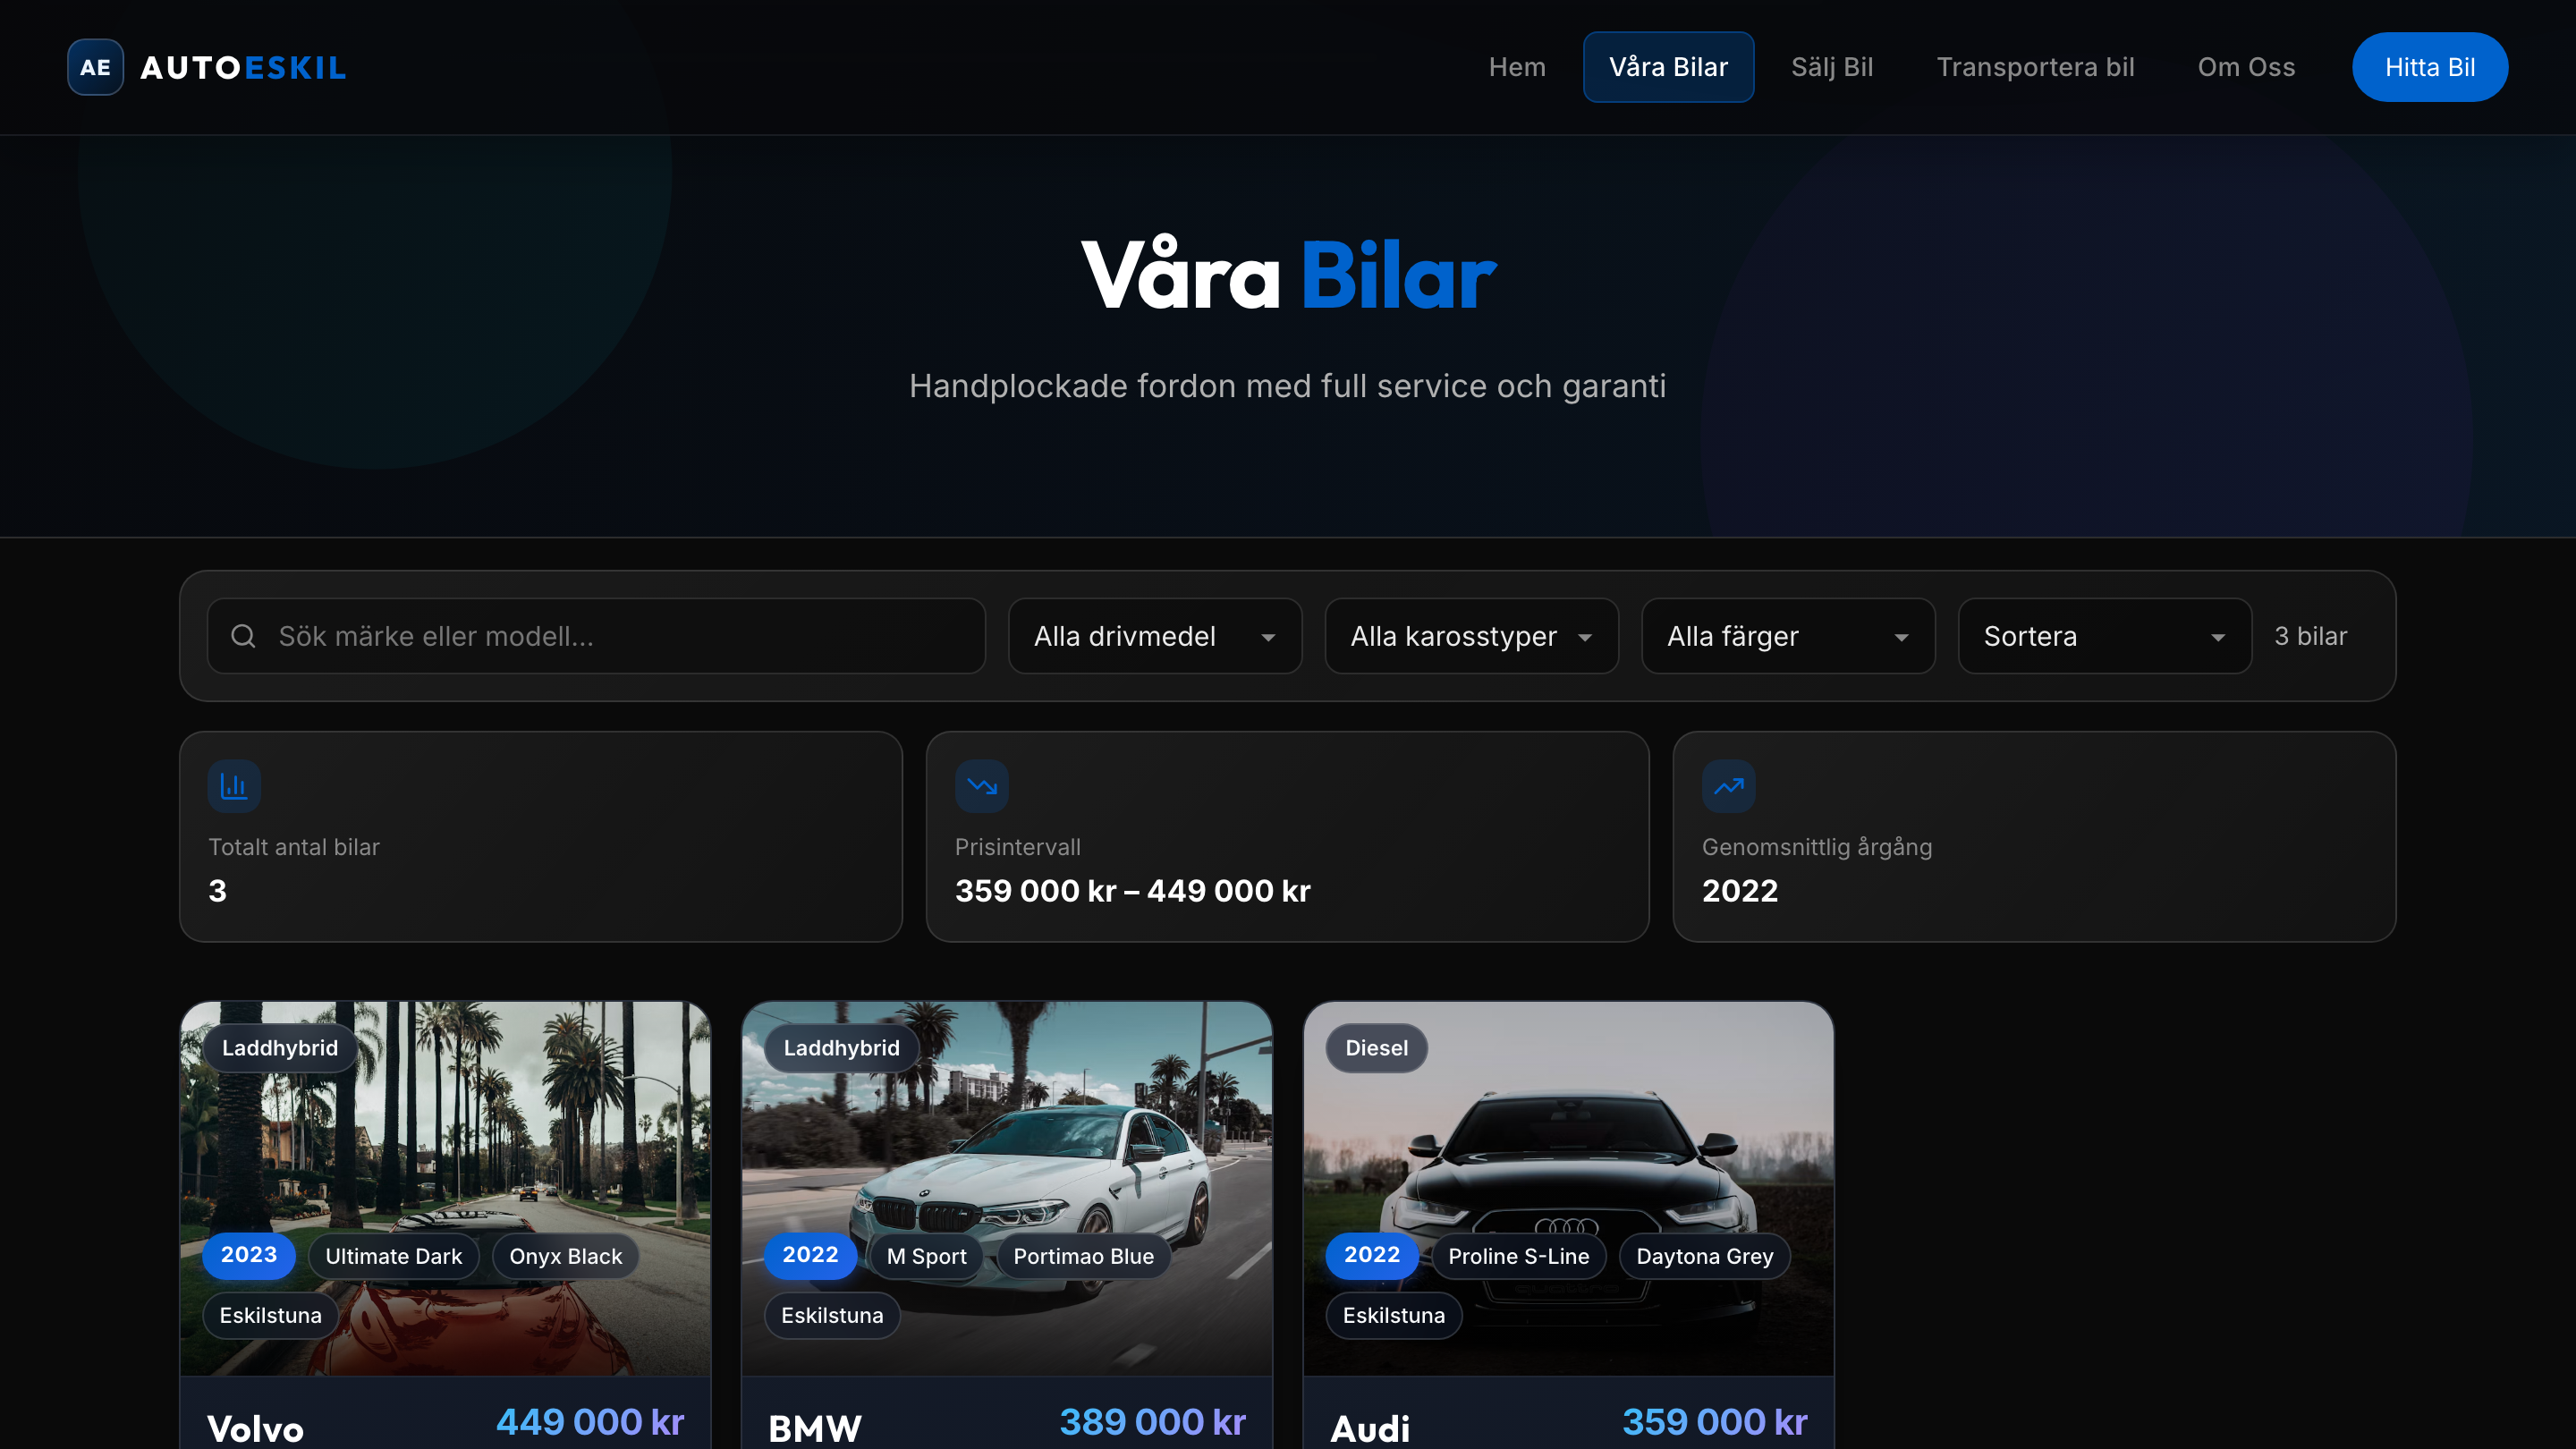 AE AUTOESKIL Hem Våra Bilar Sälj Bil Transportera bil Om Oss Hitta Bil
Våra Bilar
Handplockade fordon med full service och garanti
Sök märke eller modell... Alla drivmedel Alla karosstyper Alla färger Sortera 3 bilar
Totalt antal bilar
3
Prisintervall
359 000 kr – 449 000 kr
Genomsnittlig årgång
2022
Laddhybrid
2023 Ultimate Dark Onyx Black
Eskilstuna
Volvo 449 000 kr
Laddhybrid
2022 M Sport Portimao Blue
Eskilstuna
BMW 389 000 kr
Diesel
2022 Proline S-Line Daytona Grey
Eskilstuna
Audi 359 000 kr